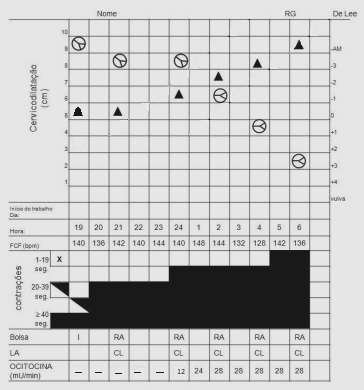 Nome RG De Lee
10
9 -AM
8 -3
7 -2
6 -1
5 0
4 +1
3 +2
2 +3
1 +4
vulva
Cervicodilatação
(cm)
Início do trabalho
Dia:
Hora: 19 20 21 22 23 24 1 2 3 4 5 6
FCF (bpm) 140 136 142 140 144 140 148 144 132 128 142 136
contrações
1-19 X
seg.
20-39
seg.
≥ 40
seg.
Bolsa I RA RA RA RA RA
LA CL CL CL CL CL
OCITOCINA — — — — — 12 24 28 28 28 28 28
(mU/min)